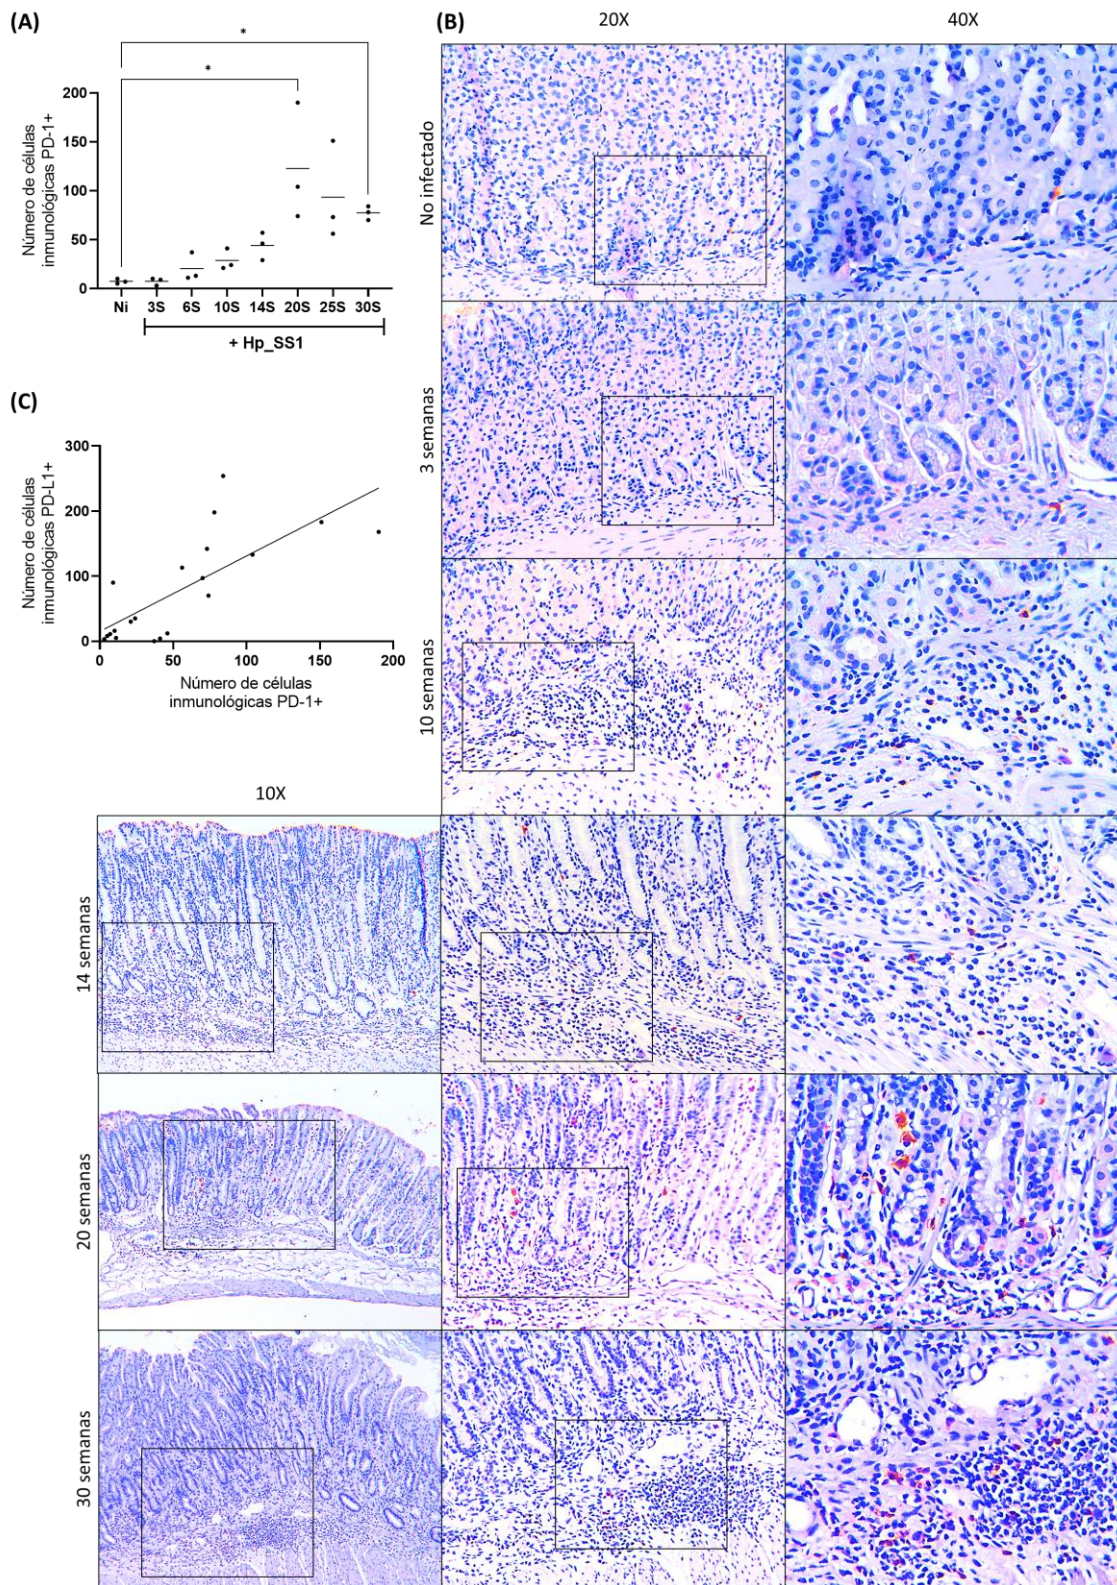 (A)
*
*
Número de células
inmunológicas PD-1+
200
150
100
50
0
Ni 3S 6S 10S 14S 20S 25S 30S
+ Hp_SS1
(B)
20X 40X
No infectado
3 semanas
10 semanas
(C)
Número de células
inmunológicas PD-L1+
300
200
100
0
0 50 100 150 200
Número de células
inmunológicas PD-1+
10X
14 semanas
20 semanas
30 semanas